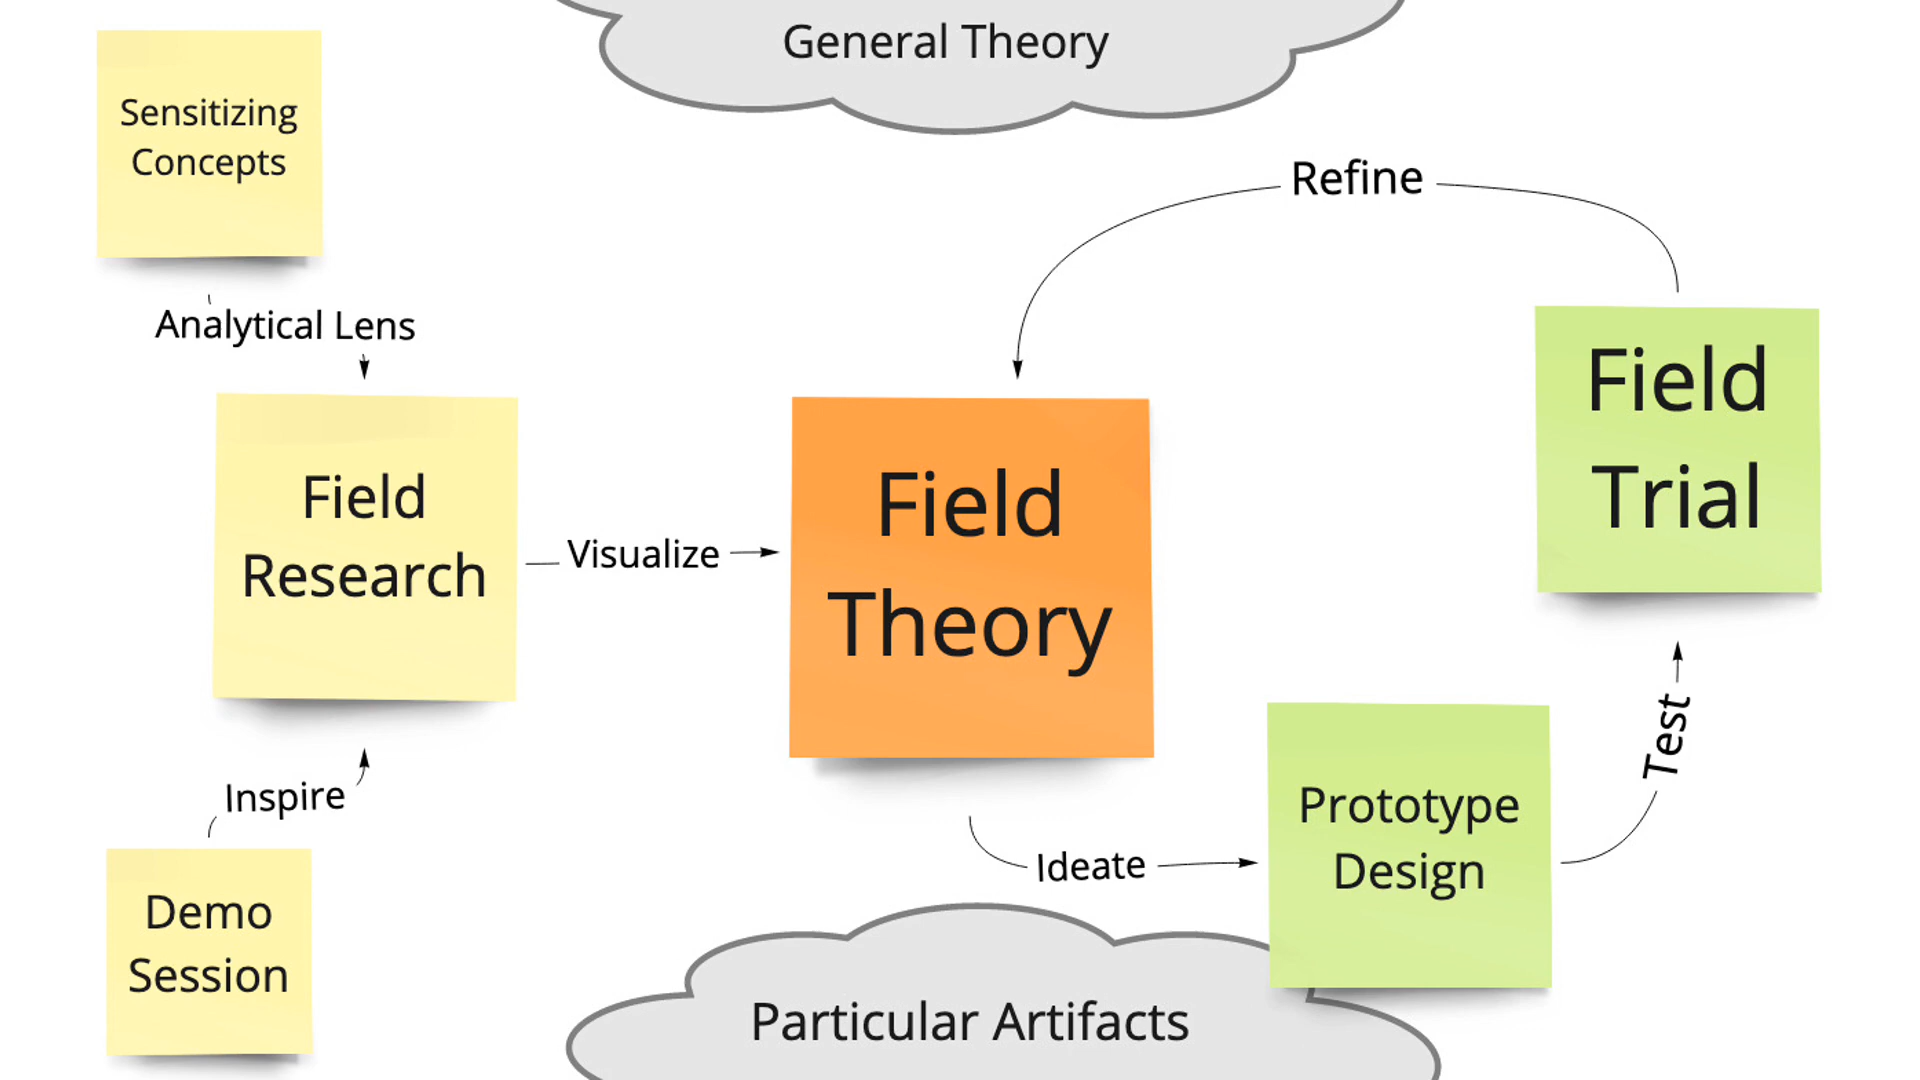 General Theory
Sensitizing
Concepts
Analytical Lens
Refine
Field
Research
Visualize
Field
Theory
Field
Trial
Inspire
Demo
Session
Ideate
Prototype
Design
Test
Particular Artifacts